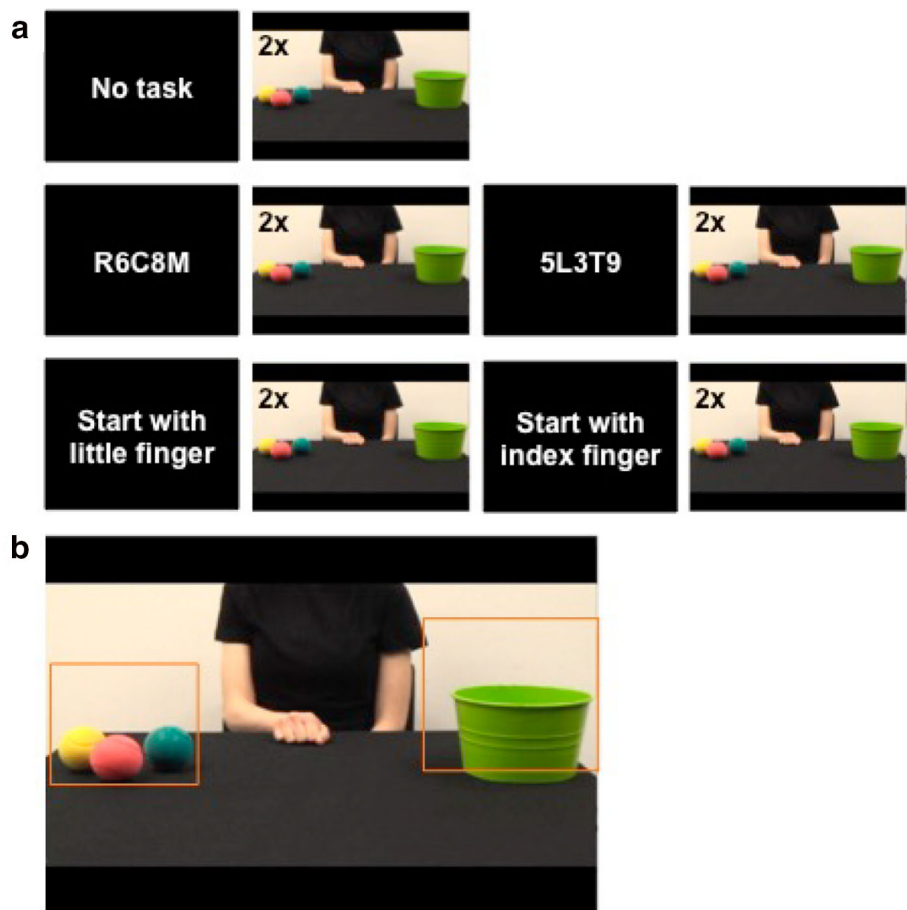 a
No task
2x
R6C8M
2x
5L3T9
2x
Start with
little finger
2x
Start with
index finger
2x
b